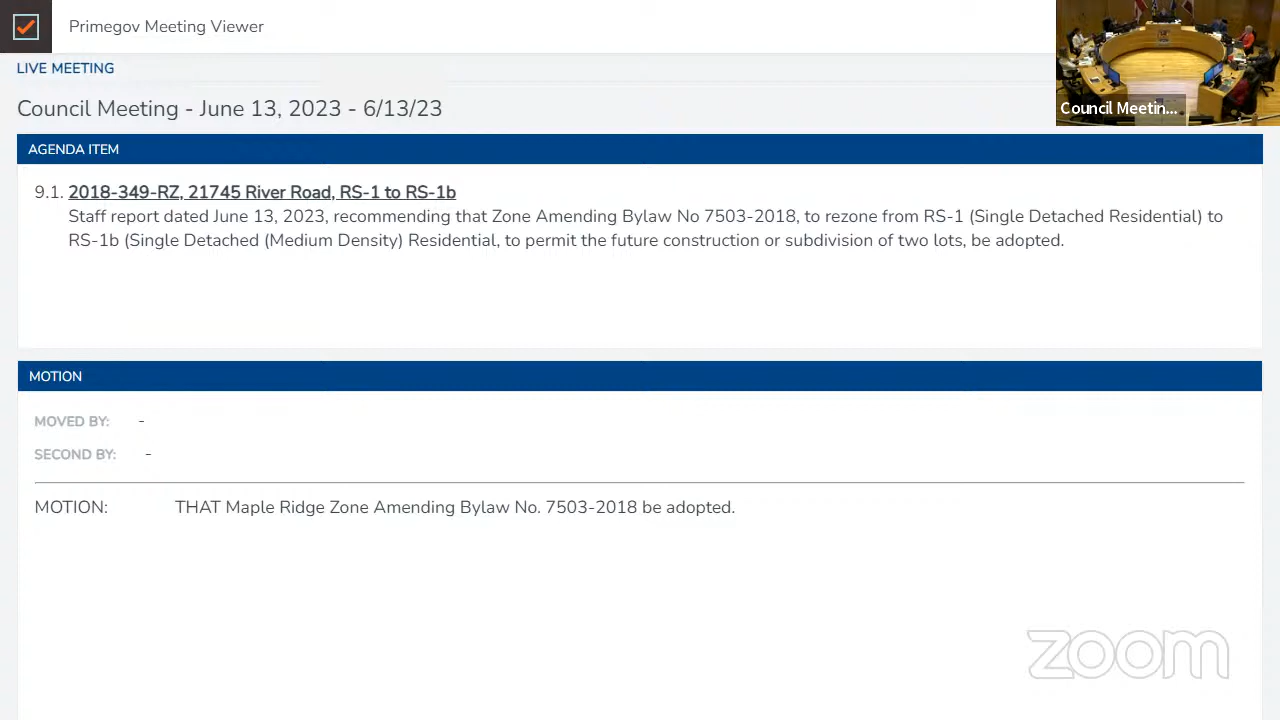 Primegov Meeting Viewer
LIVE MEETING
Council Meeting - June 13, 2023 - 6/13/23
Council Meetin...
AGENDA ITEM
9.1. 2018-349-RZ, 21745 River Road, RS-1 to RS-1b
Staff report dated June 13, 2023, recommending that Zone Amending Bylaw No 7503-2018, to rezone from RS-1 (Single Detached Residential) to
RS-1b (Single Detached (Medium Density) Residential, to permit the future construction or subdivision of two lots, be adopted.
MOTION
MOVED BY: -
SECOND BY: -
MOTION: THAT Maple Ridge Zone Amending Bylaw No. 7503-2018 be adopted.
zoom